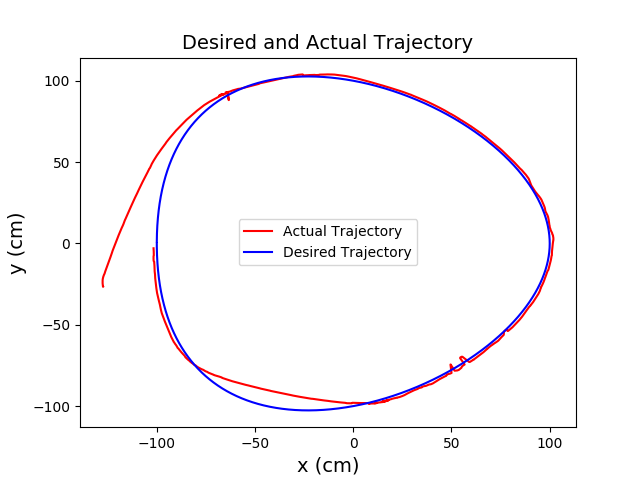 Desired and Actual Trajectory
100
50
0
−50
−100
y (cm)
Actual Trajectory
Desired Trajectory
−100 −50 0 50 100
x (cm)